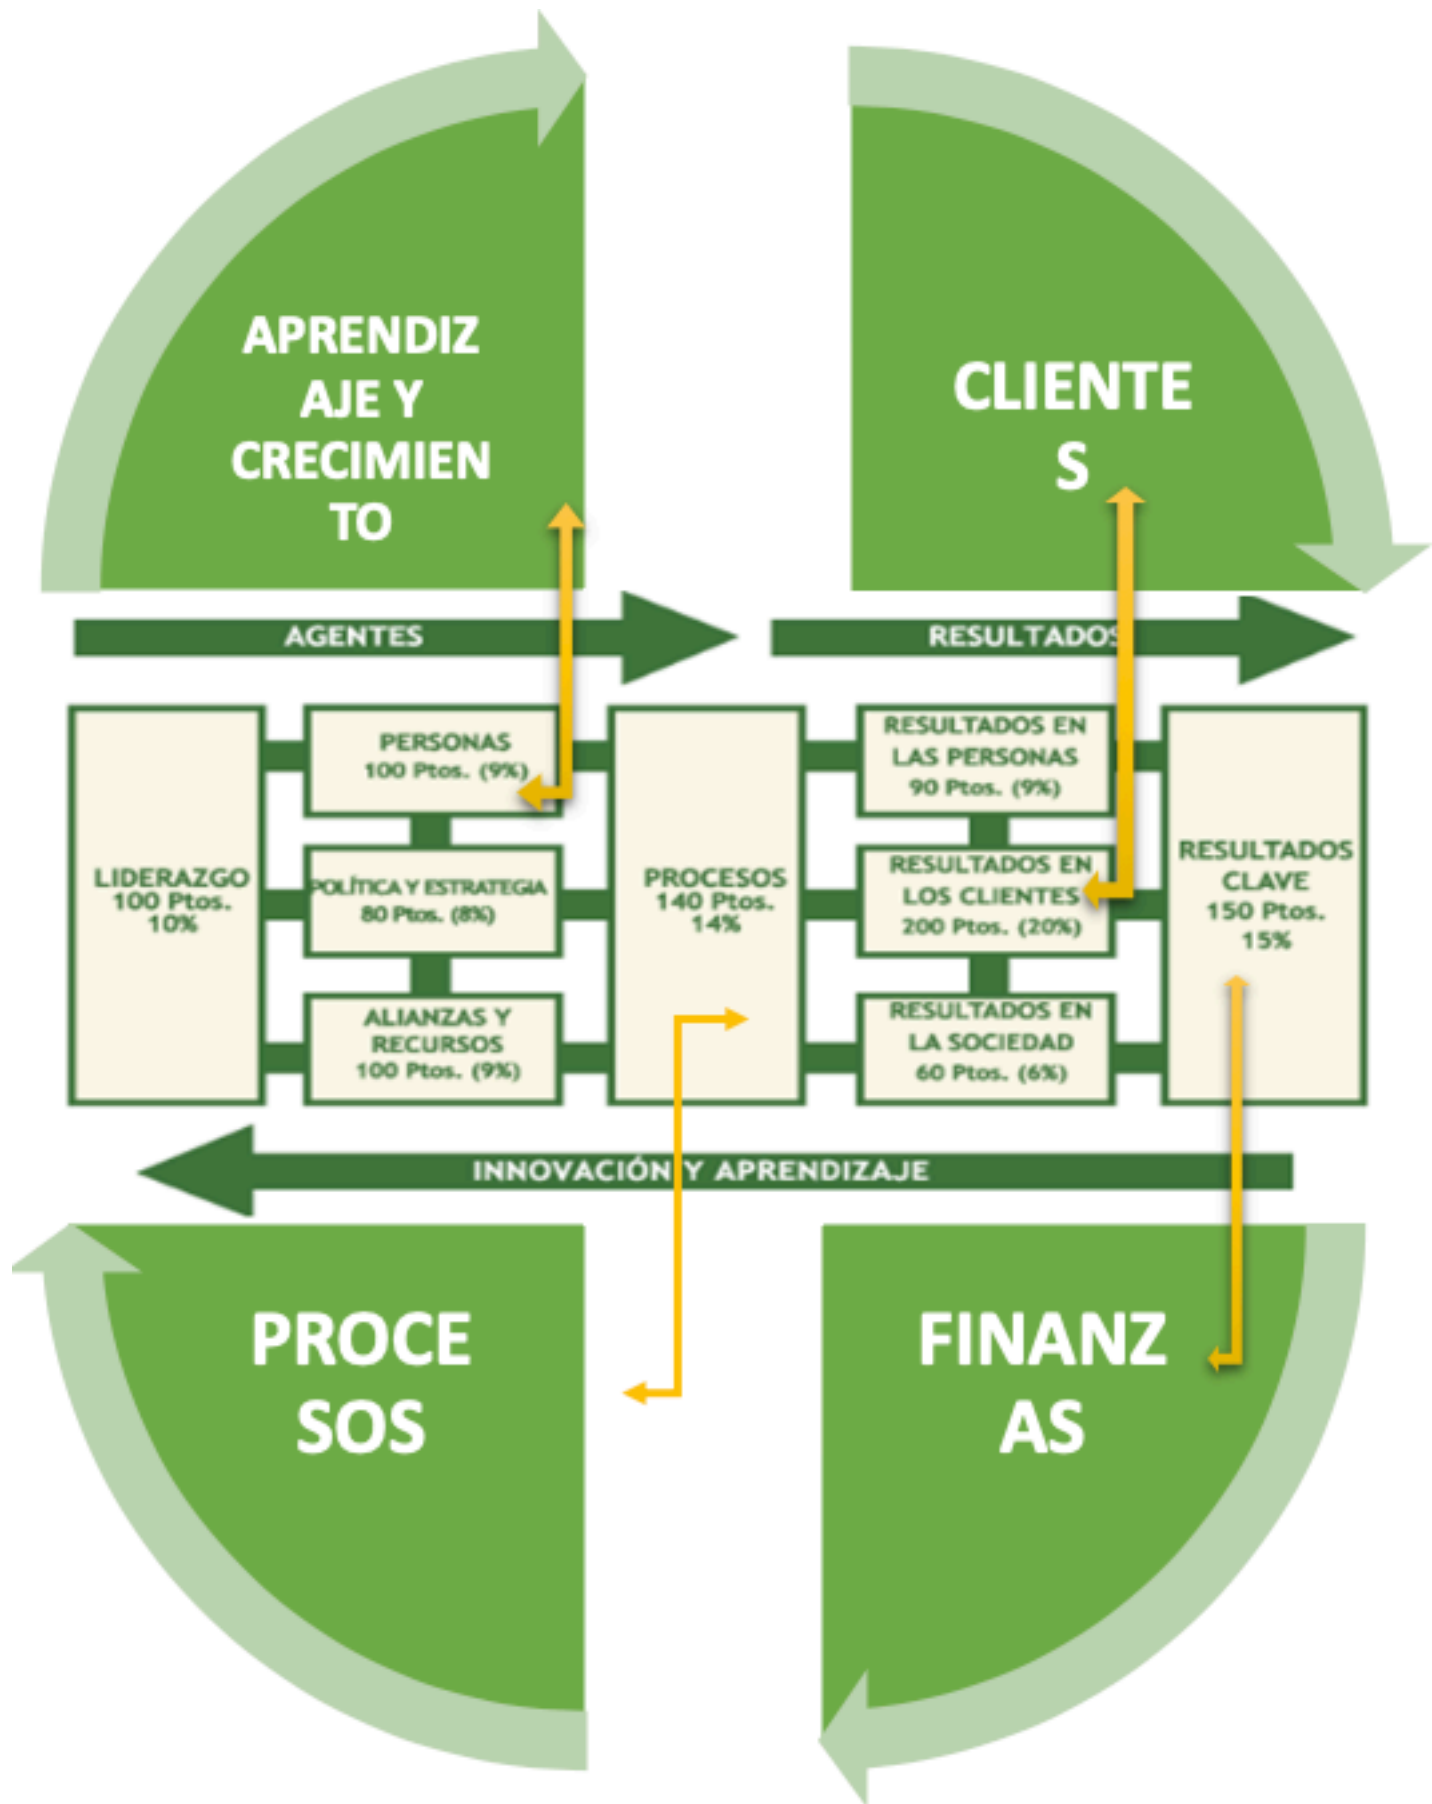 APRENDIZ
AJE Y
CRECIMIEN
TO
CLIENTE
S
AGENTES
RESULTADOS
LIDERAZGO
100 Ptos.
10%
PERSONAS
100 Ptos. (9%)
POLÍTICA Y ESTRATEGIA
80 Ptos. (8%)
ALIANZAS Y
RECURSOS
100 Ptos. (9%)
PROCESOS
140 Ptos.
14%
RESULTADOS EN
LAS PERSONAS
90 Ptos. (9%)
RESULTADOS EN
LOS CLIENTES
200 Ptos. (20%)
RESULTADOS EN
LA SOCIEDAD
60 Ptos. (6%)
RESULTADOS
CLAVE
150 Ptos.
15%
INNOVACIÓN Y APRENDIZAJE
PROCE
SOS
FINANZ
AS